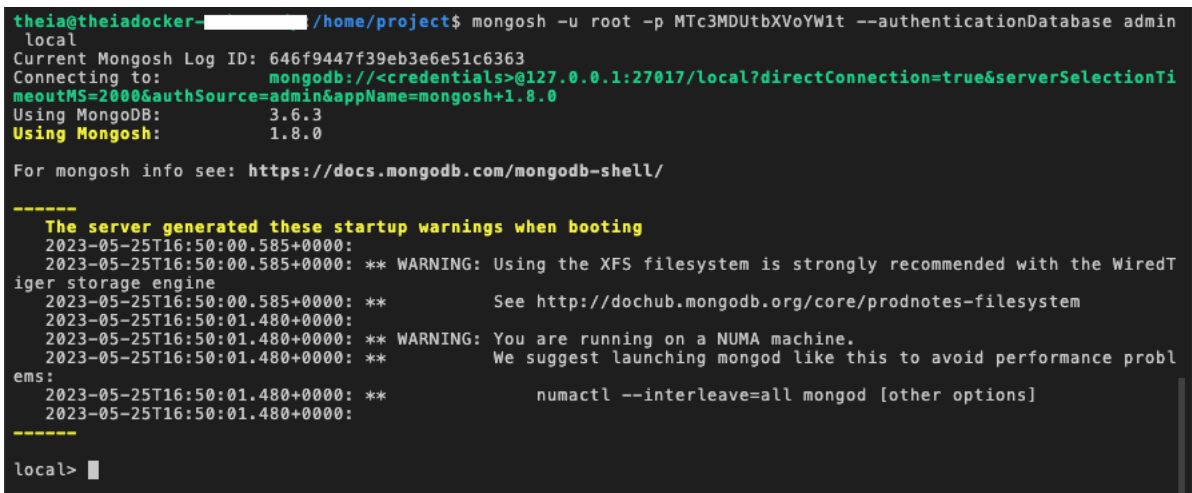 theia@theiadocker-:/home/project$ mongosh -u root -p MTc3MDUtbXVoYW1t --authenticationDatabase admin
 local
Current Mongosh Log ID: 646f9447f39eb3e6e51c6363
Connecting to:          mongodb://<credentials>@127.0.0.1:27017/local?directConnection=true&serverSelectionTi
meoutMS=2000&authSource=admin&appName=mongosh+1.8.0
Using MongoDB:          3.6.3
Using Mongosh:          1.8.0
For mongosh info see: https://docs.mongodb.com/mongodb-shell/
------
   The server generated these startup warnings when booting
   2023-05-25T16:50:00.585+0000:
   2023-05-25T16:50:00.585+0000: ** WARNING: Using the XFS filesystem is strongly recommended with the WiredT
iger storage engine
   2023-05-25T16:50:00.585+0000: **          See http://dochub.mongodb.org/core/prodnotes-filesystem
   2023-05-25T16:50:01.480+0000:
   2023-05-25T16:50:01.480+0000: ** WARNING: You are running on a NUMA machine.
   2023-05-25T16:50:01.480+0000: **          We suggest launching mongod like this to avoid performance probl
ems:
   2023-05-25T16:50:01.480+0000: **              numactl --interleave=all mongod [other options]
   2023-05-25T16:50:01.480+0000:
------
local>